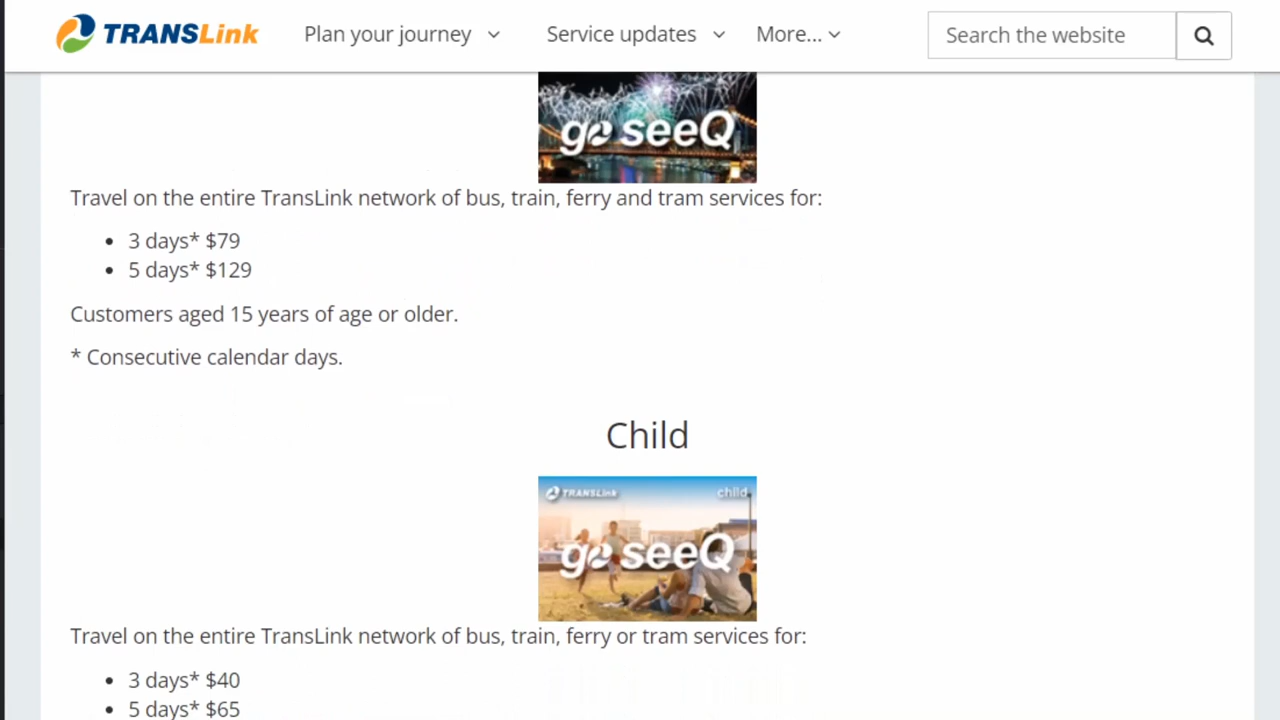 TRANSLink Plan your journey Service updates More... Search the website
go seeQ
Travel on the entire TransLink network of bus, train, ferry and tram services for:
• 3 days* $79
• 5 days* $129
Customers aged 15 years of age or older.
* Consecutive calendar days.
Child
TRANSLink child
go seeQ
Travel on the entire TransLink network of bus, train, ferry or tram services for:
• 3 days* $40
• 5 days* $65